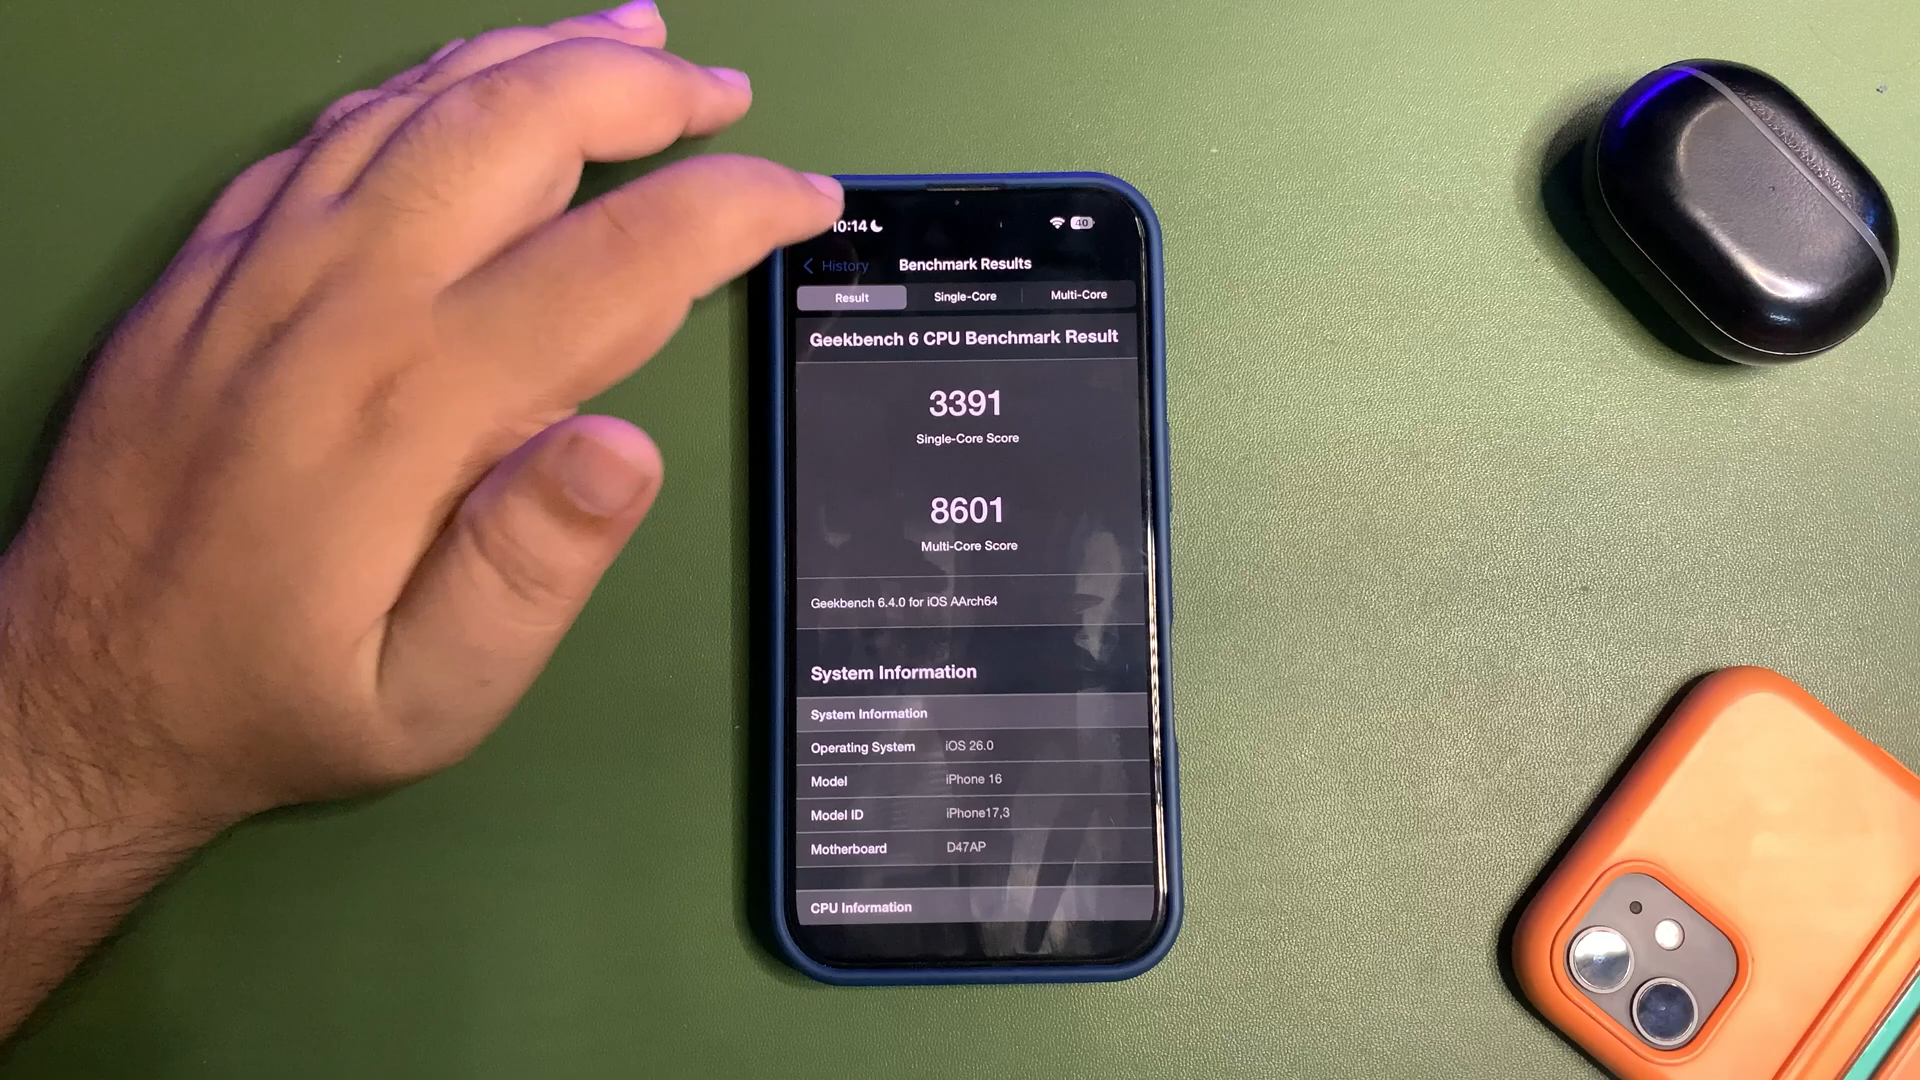 10:14
40
History
Benchmark Results
Result
Single-Core
Multi-Core
Geekbench 6 CPU Benchmark Result
3391
Single-Core Score
8601
Multi-Core Score
Geekbench 6.4.0 for iOS AArch64
System Information
System Information
Operating System iOS 26.0
Model iPhone 16
Model ID iPhone17,3
Motherboard D47AP
CPU Information